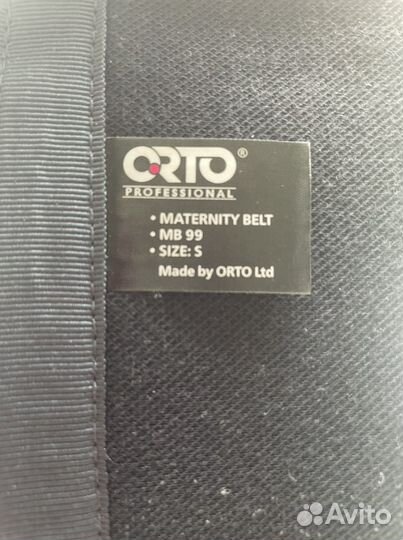 ORTO®
PROFESSIONAL
• MATERNITY BELT
• MB 99
• SIZE: S
Made by ORTO Ltd
Avito